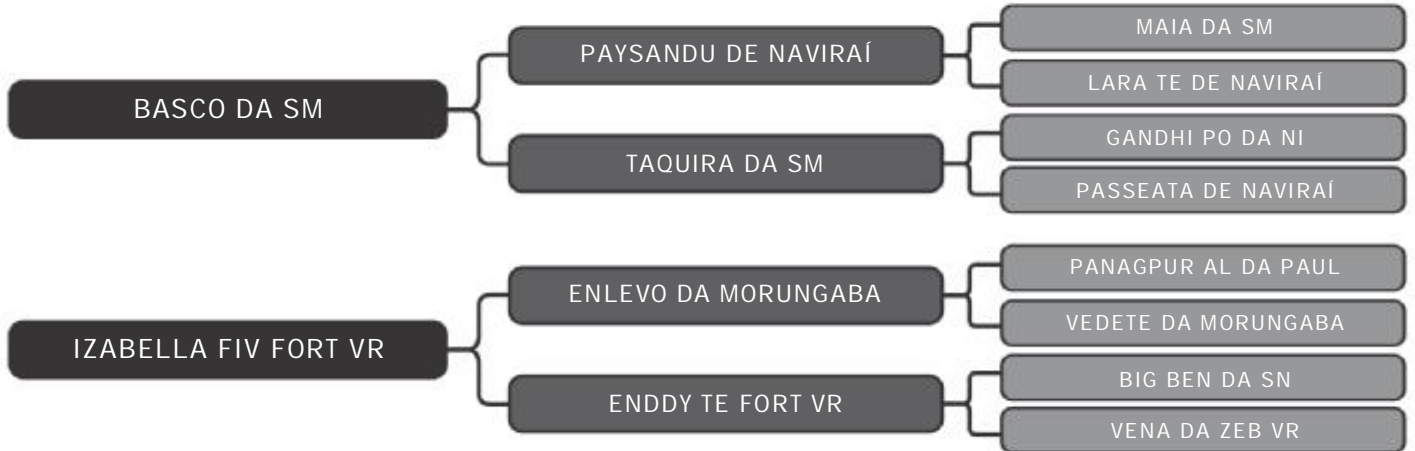 MAIA DA SM
PAYSANDU DE NAVIRAÍ
LARA TE DE NAVIRAÍ
BASCO DA SM
GANDHI PO DA NI
TAQUIRA DA SM
PASSEATA DE NAVIRAÍ
PANAGPUR AL DA PAUL
ENLEVO DA MORUNGABA
VEDETE DA MORUNGABA
IZABELLA FIV FORT VR
BIG BEN DA SN
ENDDY TE FORT VR
VENA DA ZEB VR